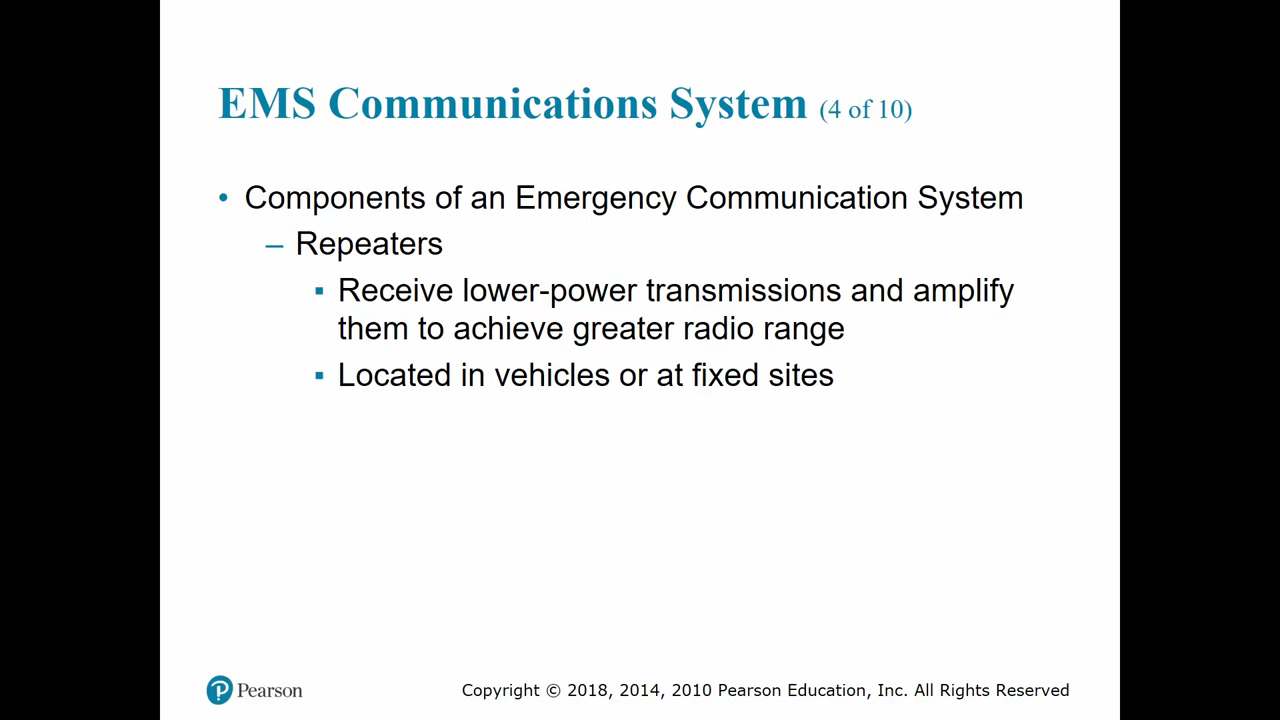 EMS Communications System (4 of 10)
• Components of an Emergency Communication System
– Repeaters
▪ Receive lower-power transmissions and amplify
them to achieve greater radio range
▪ Located in vehicles or at fixed sites
P Pearson
Copyright © 2018, 2014, 2010 Pearson Education, Inc. All Rights Reserved